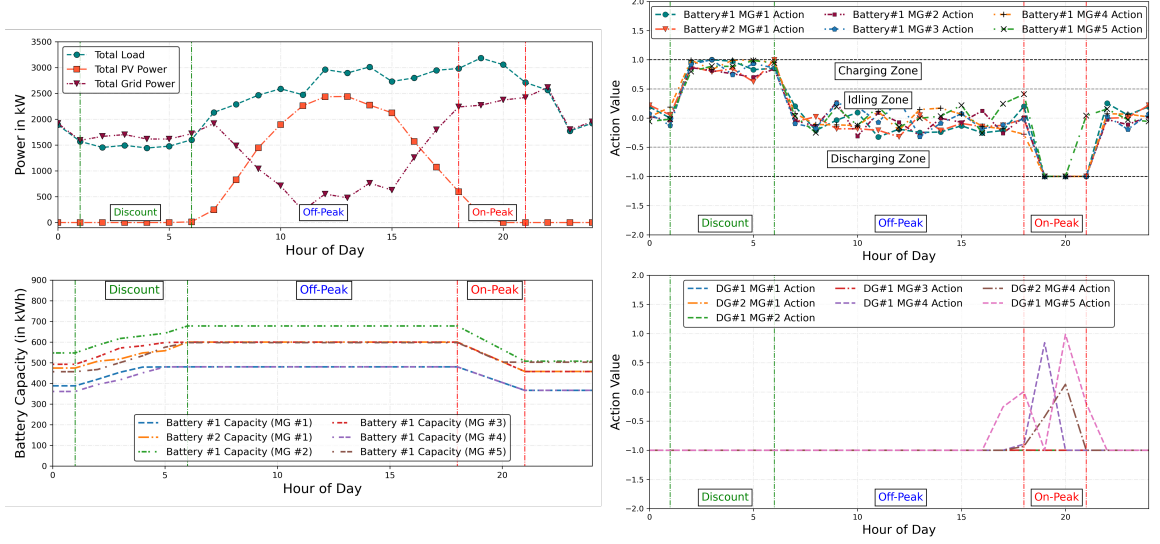 3500
3000
2500
2000
1500
1000
500
0
Power in kW
Total Load
Total PV Power
Total Grid Power
Discount
Off-Peak
On-Peak
0 5 10 15 20
Hour of Day
900
800
700
600
500
400
300
200
100
0
Battery Capacity (in kWh)
Discount
Off-Peak
On-Peak
Battery #1 Capacity (MG #1) Battery #1 Capacity (MG #3)
Battery #2 Capacity (MG #1) Battery #1 Capacity (MG #4)
Battery #1 Capacity (MG #2) Battery #1 Capacity (MG #5)
0 5 10 15 20
Hour of Day
2.0
1.5
1.0
0.5
0.0
−0.5
−1.0
−1.5
−2.0
Action Value
Battery#1 MG#1 Action Battery#1 MG#2 Action Battery#1 MG#4 Action
Battery#2 MG#1 Action Battery#1 MG#3 Action Battery#1 MG#5 Action
Charging Zone
Idling Zone
Discharging Zone
Discount
Off-Peak
On-Peak
0 5 10 15 20
Hour of Day
2.0
1.5
1.0
0.5
0.0
−0.5
−1.0
−1.5
−2.0
Action Value
DG#1 MG#1 Action DG#1 MG#3 Action DG#2 MG#4 Action
DG#2 MG#1 Action DG#1 MG#4 Action DG#1 MG#5 Action
DG#1 MG#2 Action
Discount
Off-Peak
On-Peak
0 5 10 15 20
Hour of Day